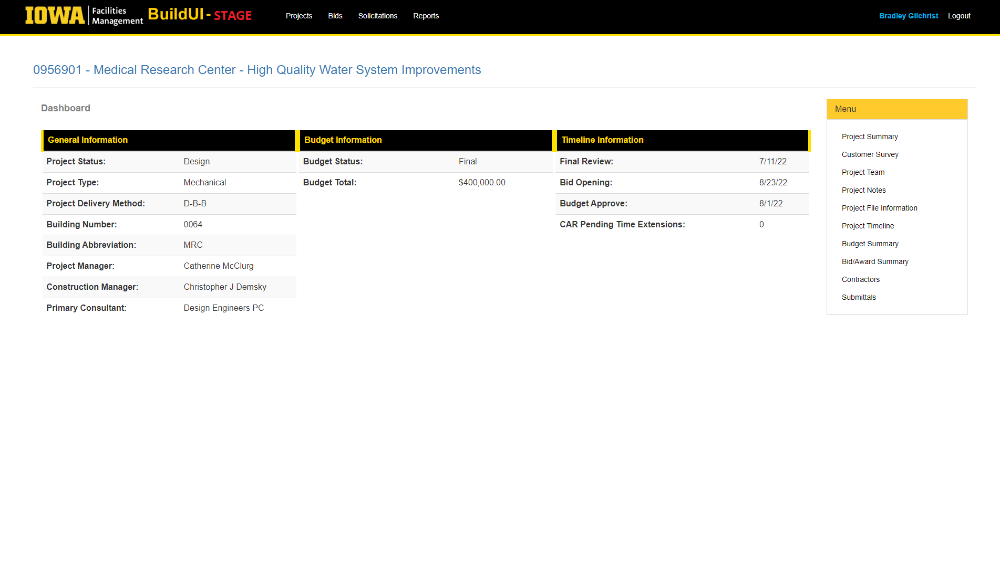 IOWA Facilities Management BuildUI - STAGE Projects Bids Solicitations Reports Bradley Gilchrist Logout
0956901 - Medical Research Center - High Quality Water System Improvements
Dashboard
General Information
Project Status: Design
Project Type: Mechanical
Project Delivery Method: D-B-B
Building Number: 0064
Building Abbreviation: MRC
Project Manager: Catherine McClurg
Construction Manager: Christopher J Demsky
Primary Consultant: Design Engineers PC
Budget Information
Budget Status: Final
Budget Total: $400,000.00
Timeline Information
Final Review: 7/11/22
Bid Opening: 8/23/22
Budget Approve: 8/1/22
CAR Pending Time Extensions: 0
Menu
Project Summary
Customer Survey
Project Team
Project Notes
Project File Information
Project Timeline
Budget Summary
Bid/Award Summary
Contractors
Submittals